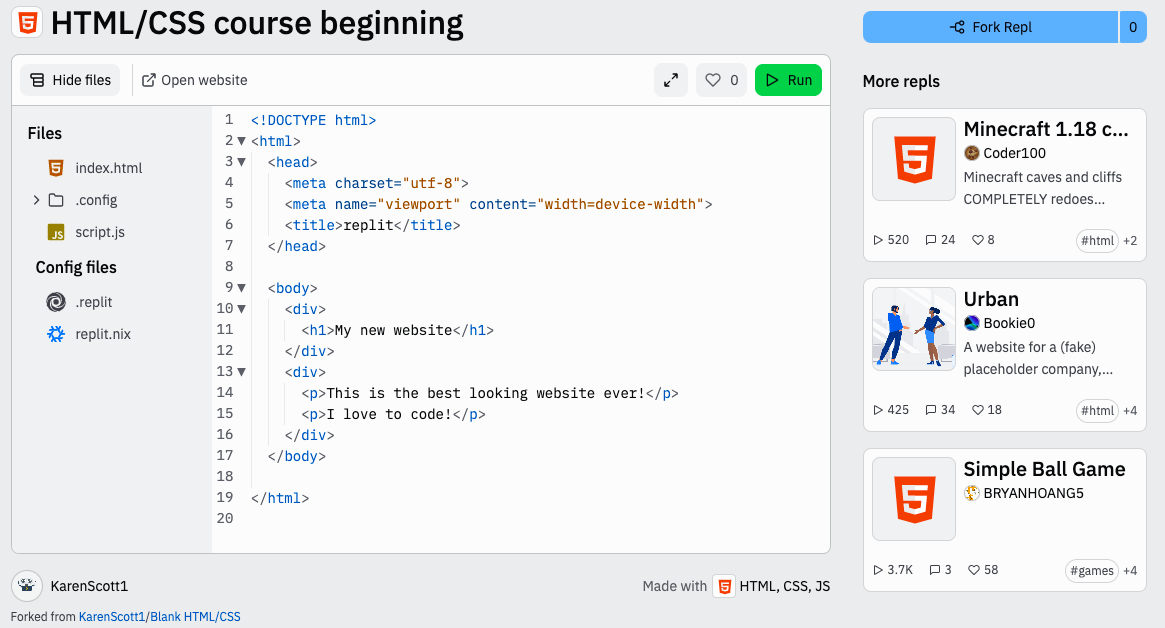 HTML/CSS course beginning
Fork Repl 0
Hide files
Open website
0
Run
Files
index.html
.config
JS script.js
Config files
.replit
replit.nix
1 <!DOCTYPE html>
2 <html>
3 <head>
4 <meta charset="utf-8">
5 <meta name="viewport" content="width=device-width">
6 <title>replit</title>
7 </head>
8
9 <body>
10 <div>
11 <h1>My new website</h1>
12 </div>
13 <div>
14 <p>This is the best looking website ever!</p>
15 <p>I love to code!</p>
16 </div>
17 </body>
18
19 </html>
20
KarenScott1
Made with HTML, CSS, JS
Forked from KarenScott1/Blank HTML/CSS
More repls
Minecraft 1.18 c...
Coder100
Minecraft caves and cliffs
COMPLETELY redoes...
520 24 8 #html +2
Urban
Bookie0
A website for a (fake)
placeholder company,...
425 34 18 #html +4
Simple Ball Game
BRYANHOANG5
3.7K 3 58 #games +4